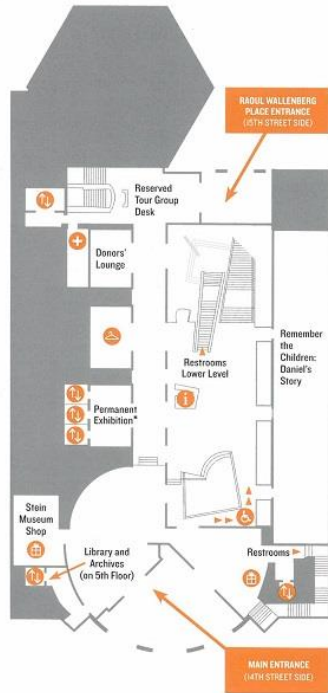 RAOUL WALLENBERG
PLACE ENTRANCE
(15TH STREET SIDE)
Reserved
Tour Group
Desk
Donors'
Lounge
Remember
the
Children:
Daniel's
Story
Restrooms
Lower Level
i
Permanent
Exhibition*
Stein
Museum
Shop
Library and
Archives
(on 5th Floor)
Restrooms
MAIN ENTRANCE
(14TH STREET SIDE)